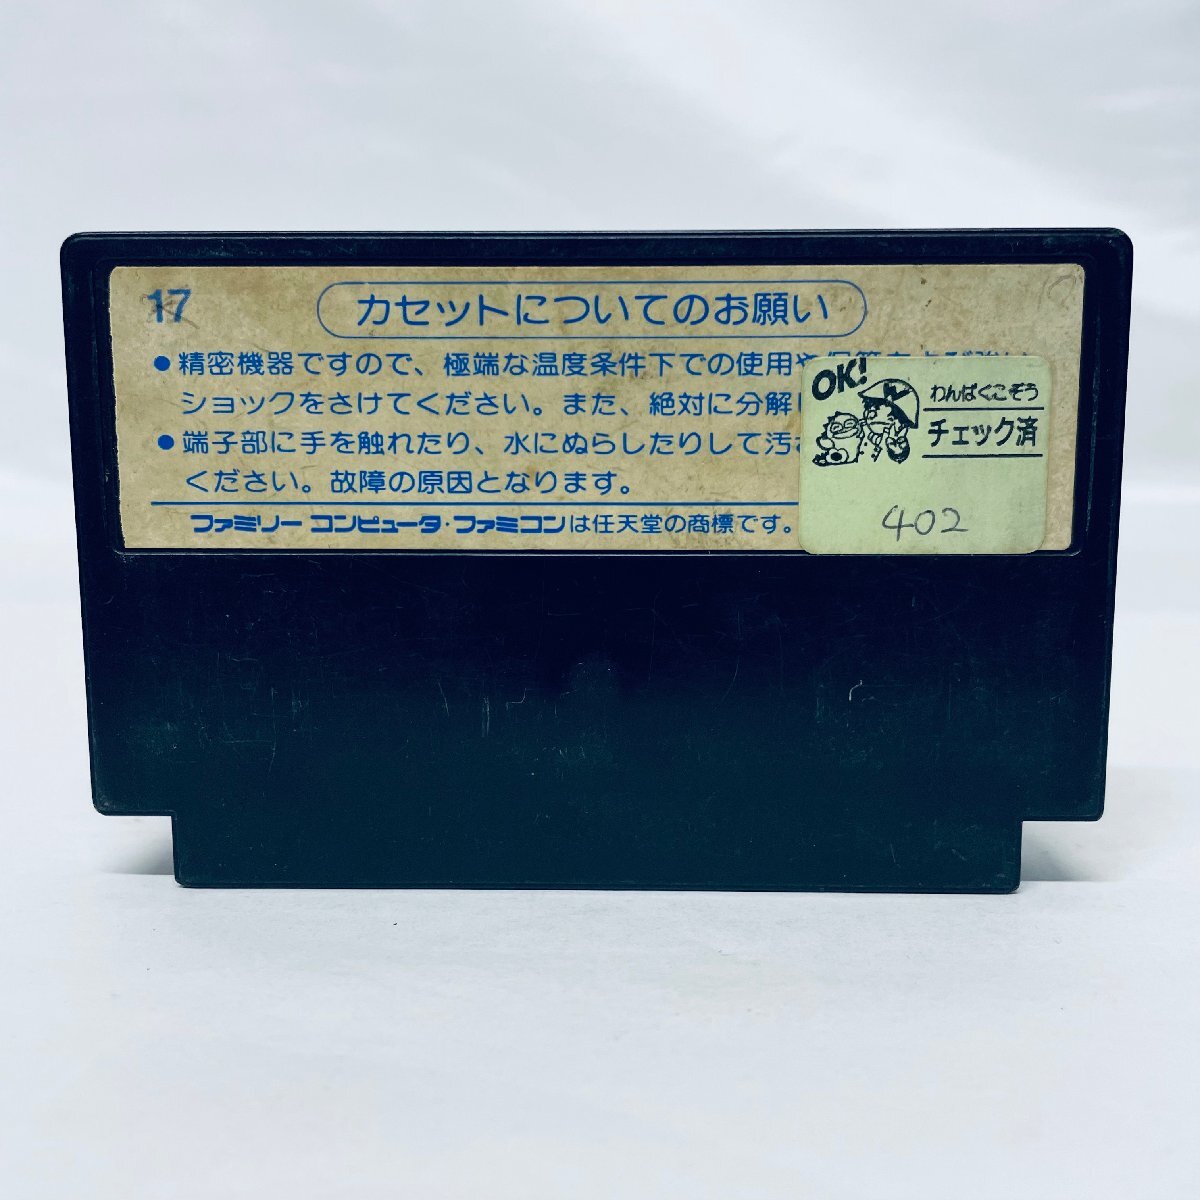 17
カセットについてのお願い
●精密機器ですので、極端な温度条件下での使用や
ショックをさけてください。また、絶対に分解
●端子部に手を触れたり、水にぬらしたりして汚
ください。故障の原因となります。
ファミリー コンピュータ・ファミコンは任天堂の商標です。
OK!
わんぱくこぞう
チェック済
402